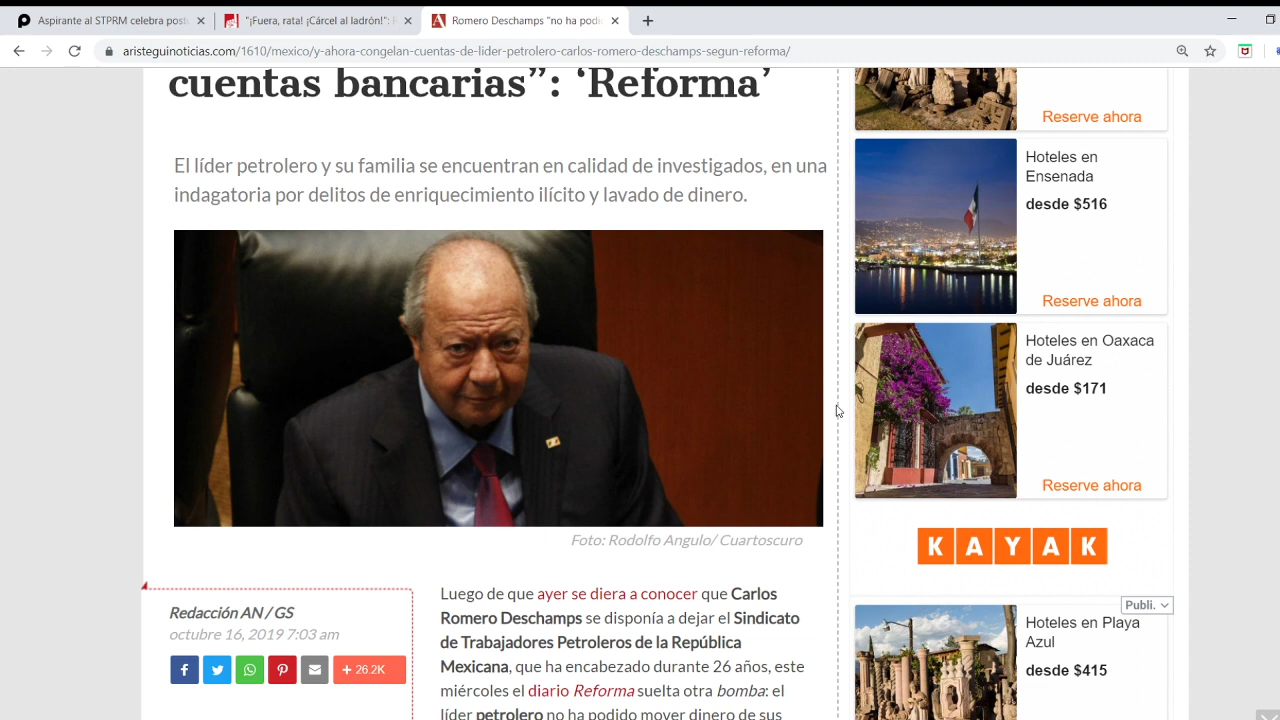 Aspirante al STPRM celebra post
"¡Fuera, rata! ¡Cárcel al ladrón!": R
Romero Deschamps "no ha podi
aristeguinoticias.com/1610/mexico/y-ahora-congelan-cuentas-de-lider-petrolero-carlos-romero-deschamps-segun-reforma/
cuentas bancarias”: ‘Reforma’
El líder petrolero y su familia se encuentran en calidad de investigados, en una
indagatoria por delitos de enriquecimiento ilícito y lavado de dinero.
Foto: Rodolfo Angulo/ Cuartoscuro
Redacción AN / GS
octubre 16, 2019 7:03 am
+ 26.2K
Luego de que ayer se diera a conocer que Carlos
Romero Deschamps se disponía a dejar el Sindicato
de Trabajadores Petroleros de la República
Mexicana, que ha encabezado durante 26 años, este
miércoles el diario Reforma suelta otra bomba: el
líder petrolero no ha podido mover dinero de sus
Reserve ahora
Hoteles en
Ensenada
desde $516
Reserve ahora
Hoteles en Oaxaca
de Juárez
desde $171
Reserve ahora
KAYAK
Publi.
Hoteles en Playa
Azul
desde $415